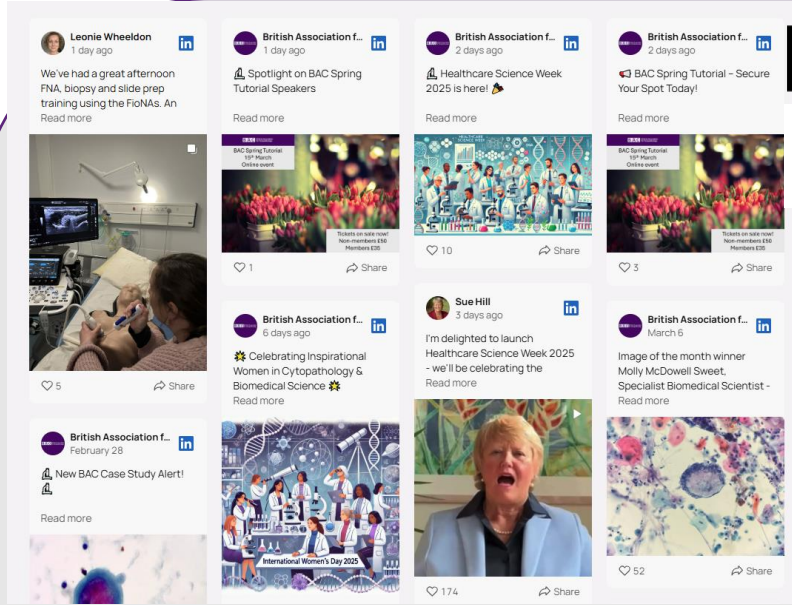 Leonie Wheeldon
1 day ago
We've had a great afternoon
FNA, biopsy and slide prep
training using the FioNAs. An
Read more
5
Share
British Association f...
February 28
New BAC Case Study Alert!
Read more
British Association f...
1 day ago
Spotlight on BAC Spring
Tutorial Speakers
Read more
BAC
BAC Spring Tutorial
15th March
Online event
Tickets on sale now!
Non-members £50
Members £35
1
Share
British Association f...
6 days ago
Celebrating Inspirational
Women in Cytopathology &
Biomedical Science
Read more
International Women's Day 2025
British Association f...
2 days ago
Healthcare Science Week
2025 is here!
Read more
HEALTHCARE
SCIENCE WEEK
10
Share
Sue Hill
3 days ago
I'm delighted to launch
Healthcare Science Week 2025
- we'll be celebrating the
Read more
174
Share
British Association f...
2 days ago
BAC Spring Tutorial – Secure
Your Spot Today!
Read more
BAC
BAC Spring Tutorial
15th March
Online event
Tickets on sale now!
Non-members £50
Members £35
3
Share
British Association f...
March 6
Image of the month winner
Molly McDowell Sweet,
Specialist Biomedical Scientist -
Read more
52
Share